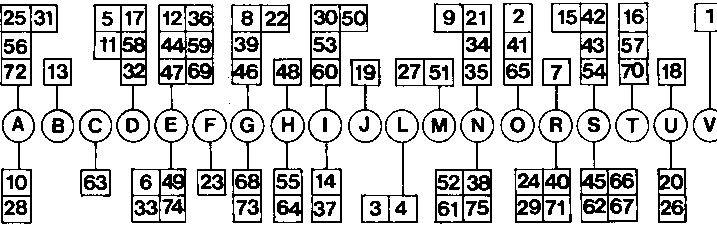 25 31 5 17 12 36 8 22 30 50 9 21 2 15 42 16 1
56 11 58 44 59 39 53 34 41 43 57
72 13 32 47 69 46 48 60 19 27 51 35 65 7 54 70 18
A B C D E F G H I J L M N O R S T U V
10 63 6 49 23 68 55 14 52 38 24 40 45 66 20
28 33 74 73 64 37 3 4 61 75 29 71 62 67 26